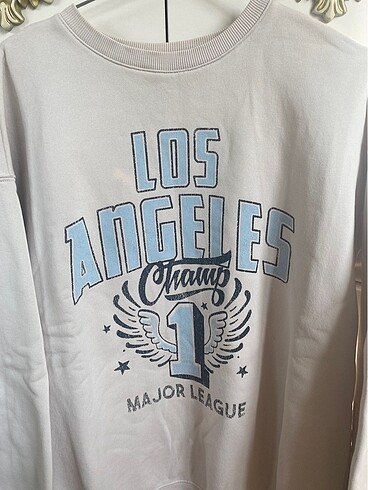 LOS
ANGELES
Champ
1
MAJOR LEAGUE